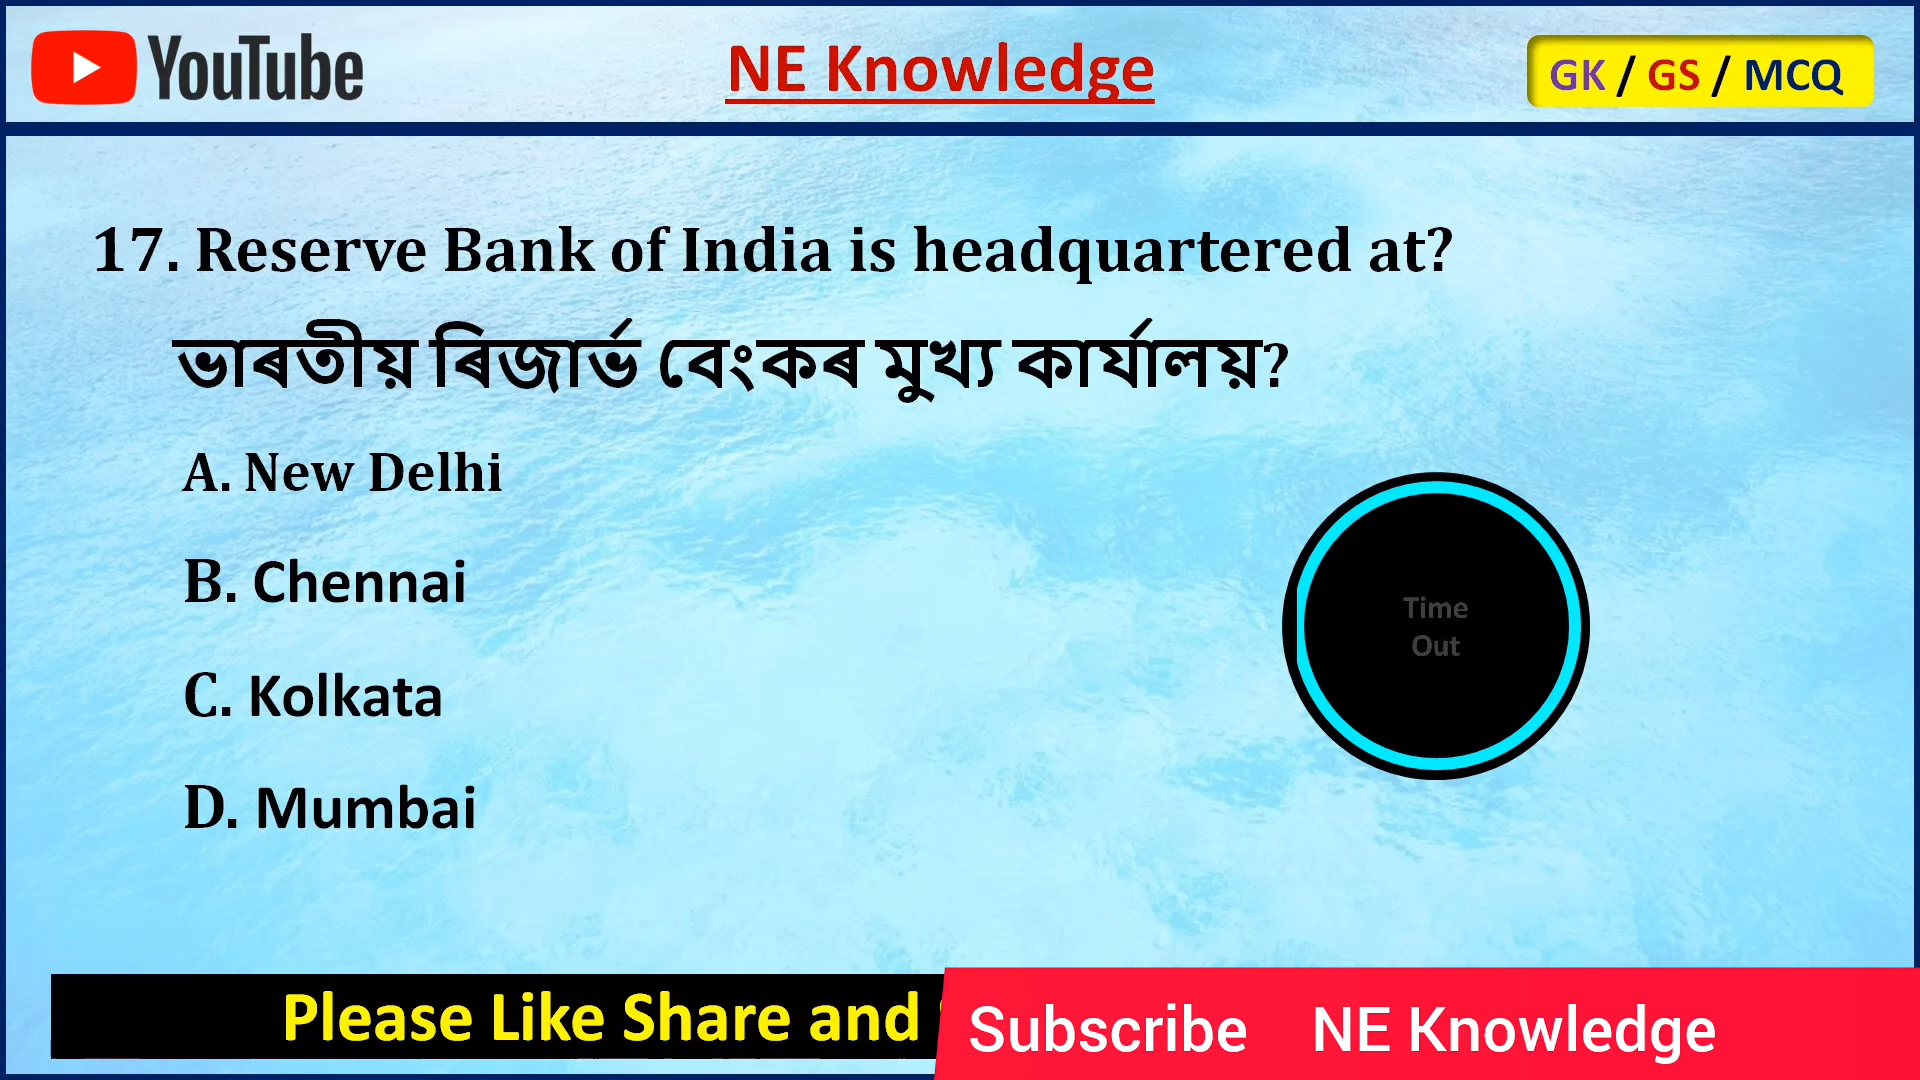 YouTube
NE Knowledge
GK / GS / MCQ
17. Reserve Bank of India is headquartered at?
ভাৰতীয় ৰিজাৰ্ভ বেংকৰ মুখ্য কাৰ্যালয়?
A. New Delhi
B. Chennai
C. Kolkata
D. Mumbai
Time
Out
Please Like Share and
Subscribe NE Knowledge